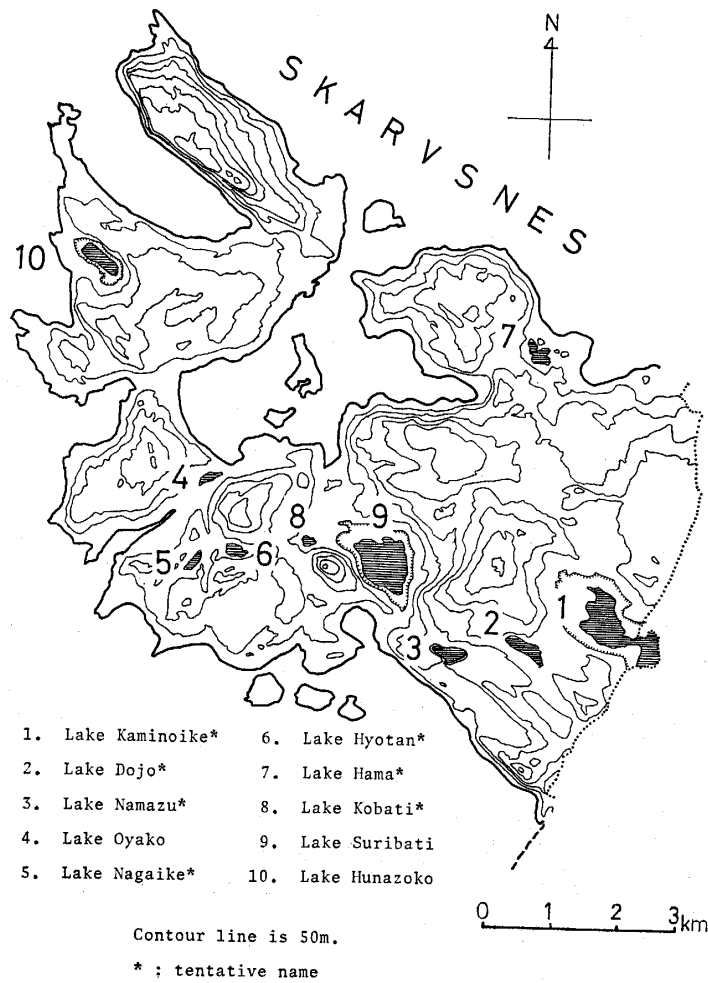 N
SKARVSNES
10
7
4
8
9
5
6
1
2
3
1. Lake Kaminoike*
2. Lake Dojo*
3. Lake Namazu*
4. Lake Oyako
5. Lake Nagaike*
6. Lake Hyotan*
7. Lake Hama*
8. Lake Kobati*
9. Lake Suribati
10. Lake Hunazoko
0 1 2 3 km
Contour line is 50m.
* : tentative name